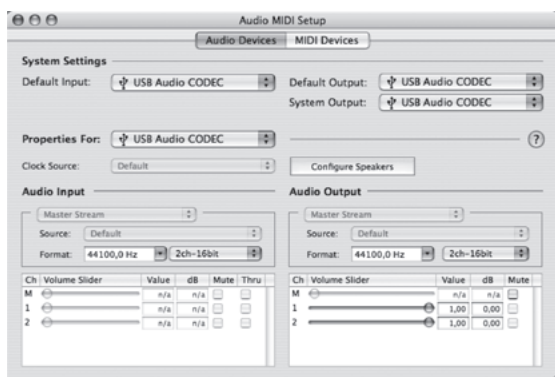 Audio MIDI Setup
Audio Devices MIDI Devices
System Settings
Default Input: USB Audio CODEC Default Output: USB Audio CODEC
System Output: USB Audio CODEC
Properties For: USB Audio CODEC ?
Clock Source: Default Configure Speakers
Audio Input Audio Output
Master Stream Master Stream
Source: Default Source: Default
Format: 44100,0 Hz 2ch-16bit Format: 44100,0 Hz 2ch-16bit
Ch Volume Slider Value dB Mute Thru Ch Volume Slider Value dB Mute
M n/a n/a M n/a n/a
1 n/a n/a 1 1,00 0,00
2 n/a n/a 2 1,00 0,00